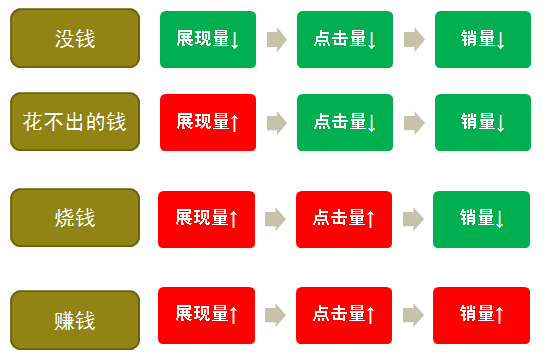 没钱 展现量↓ 点击量↓ 销量↓
花不出的钱 展现量↑ 点击量↓ 销量↓
烧钱 展现量↑ 点击量↑ 销量↓
赚钱 展现量↑ 点击量↑ 销量↑